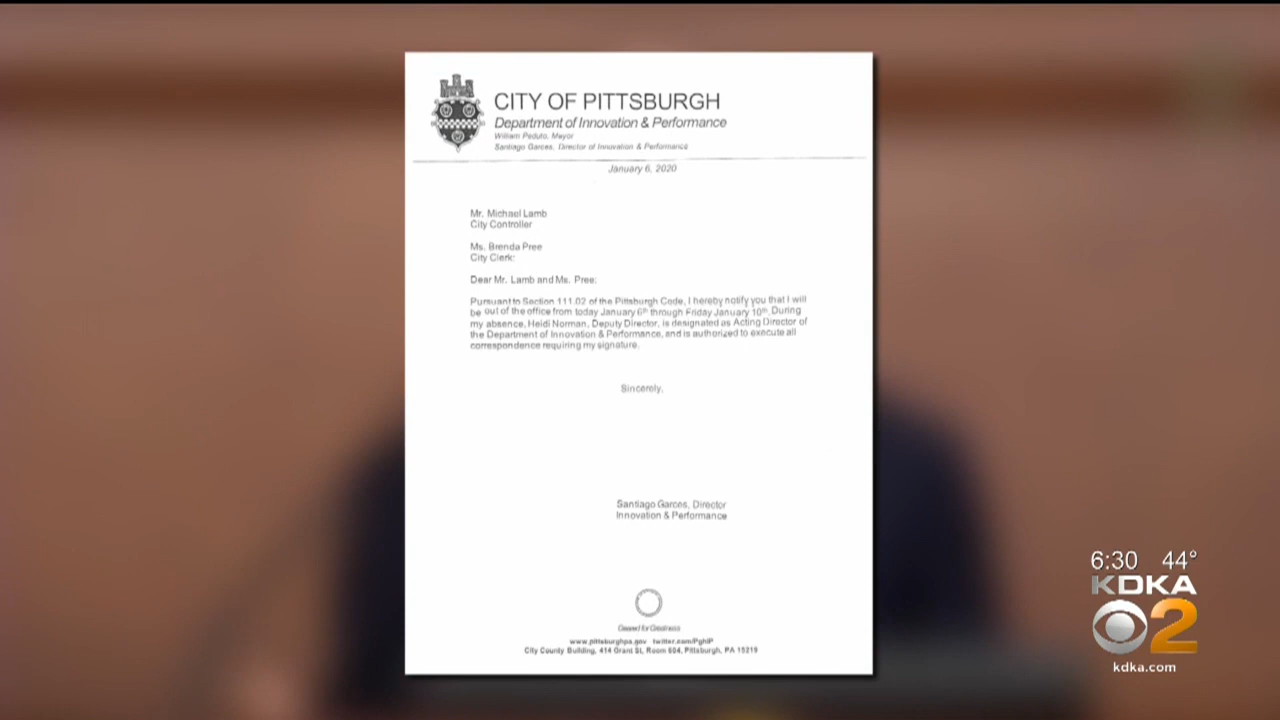 CITY OF PITTSBURGH
Department of Innovation & Performance
William Peduto, Mayor
Santiago Garces, Director of Innovation & Performance
January 6, 2020
Mr. Michael Lamb
City Controller
Ms. Brenda Pree
City Clerk:
Dear Mr. Lamb and Ms. Pree:
Pursuant to Section 111.02 of the Pittsburgh Code, I hereby notify you that I will
be out of the office from today January 6th through Friday January 10th. During
my absence, Heidi Norman, Deputy Director, is designated as Acting Director of
the Department of Innovation & Performance, and is authorized to execute all
correspondence requiring my signature.
Sincerely,
Santiago Garces, Director
Innovation & Performance
Geared for Greatness
www.pittsburghpa.gov twitter.com/PghIP
City County Building, 414 Grant St, Room 604, Pittsburgh, PA 15219
6:30 44°
KDKA
2
kdka.com